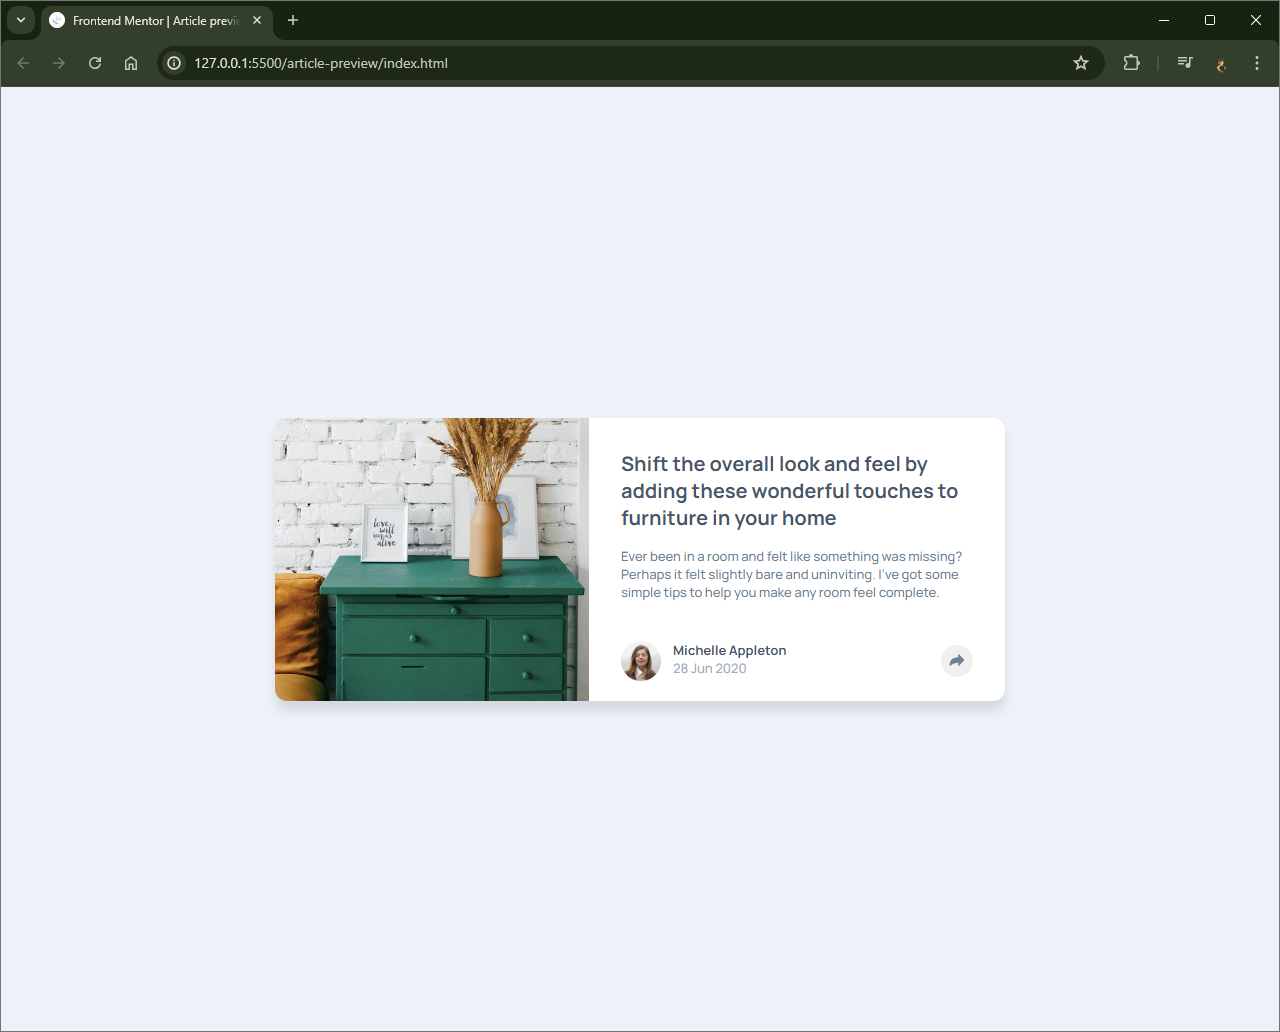 Frontend Mentor | Article previ
127.0.0.1:5500/article-preview/index.html
love
will
keep us
alive
Shift the overall look and feel by
adding these wonderful touches to
furniture in your home
Ever been in a room and felt like something was missing?
Perhaps it felt slightly bare and uninviting. I've got some
simple tips to help you make any room feel complete.
Michelle Appleton
28 Jun 2020